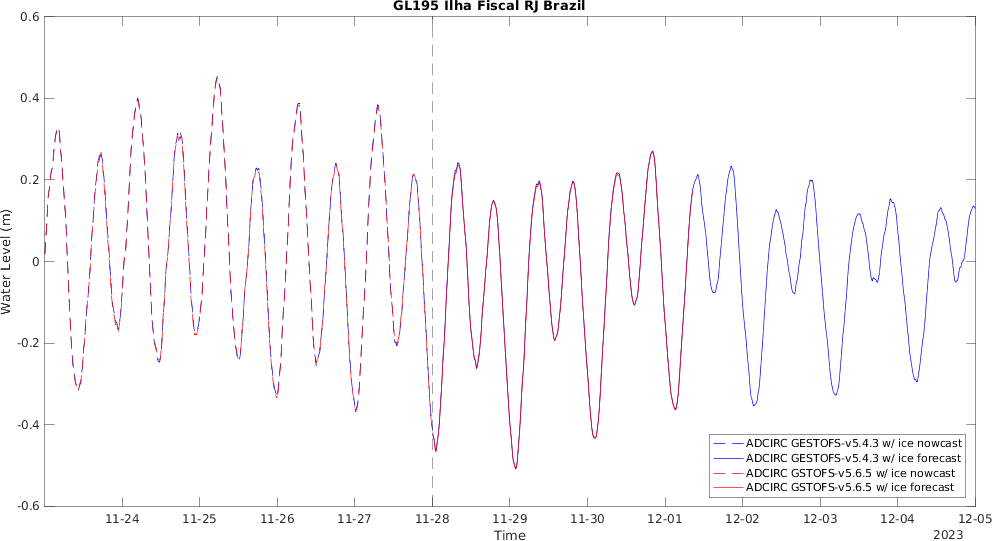 GL195 Ilha Fiscal RJ Brazil
0.6
0.4
0.2
0
-0.2
-0.4
-0.6
Water Level (m)
ADCIRC GESTOFS-v5.4.3 w/ ice nowcast
ADCIRC GESTOFS-v5.4.3 w/ ice forecast
ADCIRC GSTOFS-v5.6.5 w/ ice nowcast
ADCIRC GSTOFS-v5.6.5 w/ ice forecast
11-24 11-25 11-26 11-27 11-28 11-29 11-30 12-01 12-02 12-03 12-04 12-05
Time
2023